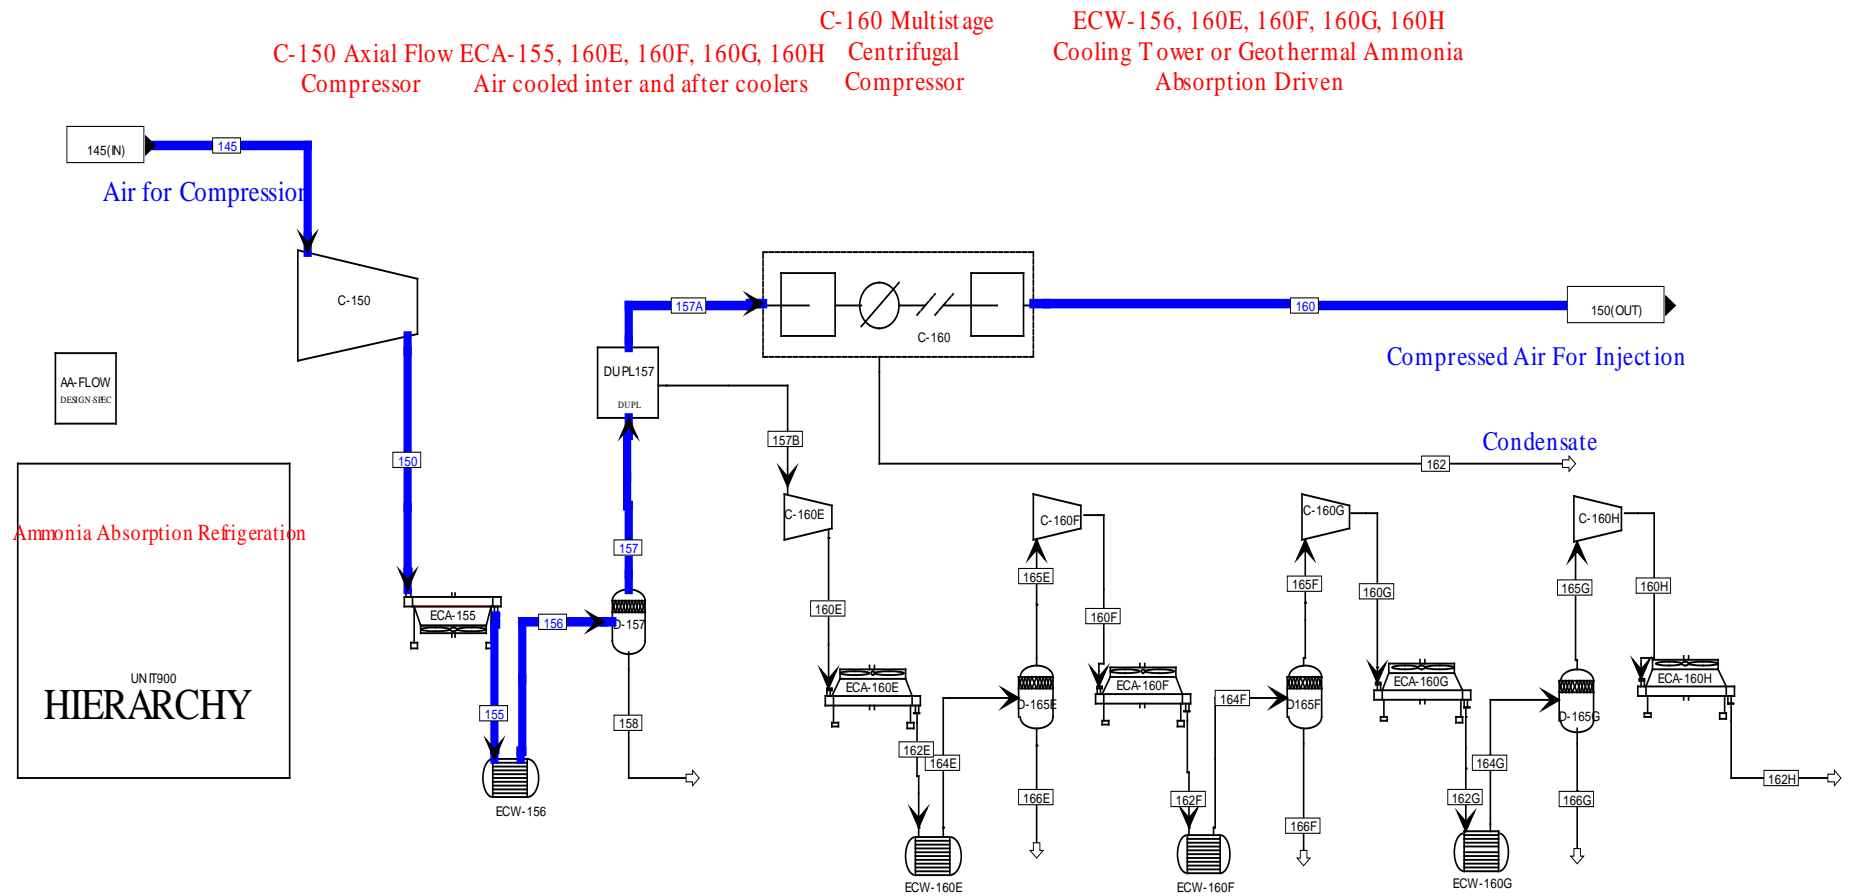 C-150 Axial Flow
Compressor
ECA-155, 160E, 160F, 160G, 160H
Air cooled inter and after coolers
C-160 Multistage
Centrifugal
Compressor
ECW-156, 160E, 160F, 160G, 160H
Cooling Tower or Geothermal Ammonia
Absorption Driven
145(IN)
145
Air for Compression
C-150
157A
C-160
160
150(OUT)
Compressed Air For Injection
AA-FLOW
DESIGN-SPEC
DUPL157
DUPL
157B
150
Condensate
162
Ammonia Absorption Refrigeration
C-160E
C-160F
C-160G
C-160H
157
165E
165F
165G
160E
160F
160G
160H
ECA-155
156
D-157
UNIT900
HIERARCHY
155
158
ECA-160E
D-165E
ECA-160F
164F
D165F
ECA-160G
D-165G
ECA-160H
162E
164E
164G
162H
166E
162F
166F
162G
166G
ECW-156
ECW-160E
ECW-160F
ECW-160G